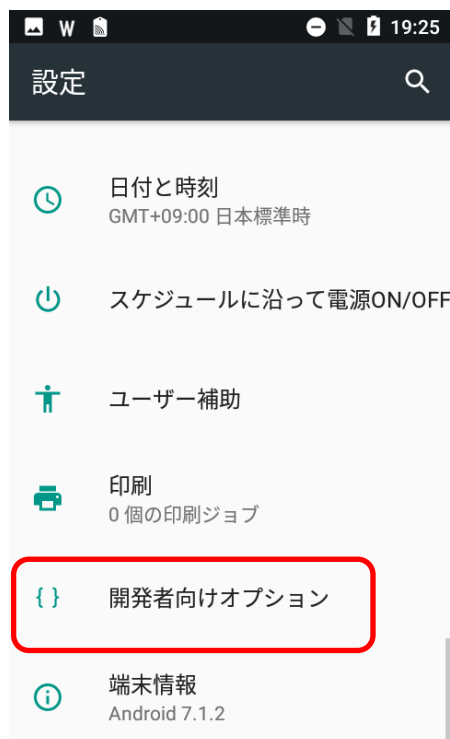 W
19:25
設定
日付と時刻
GMT+09:00 日本標準時
スケジュールに沿って電源ON/OFF
ユーザー補助
印刷
0 個の印刷ジョブ
{ }
開発者向けオプション
端末情報
Android 7.1.2